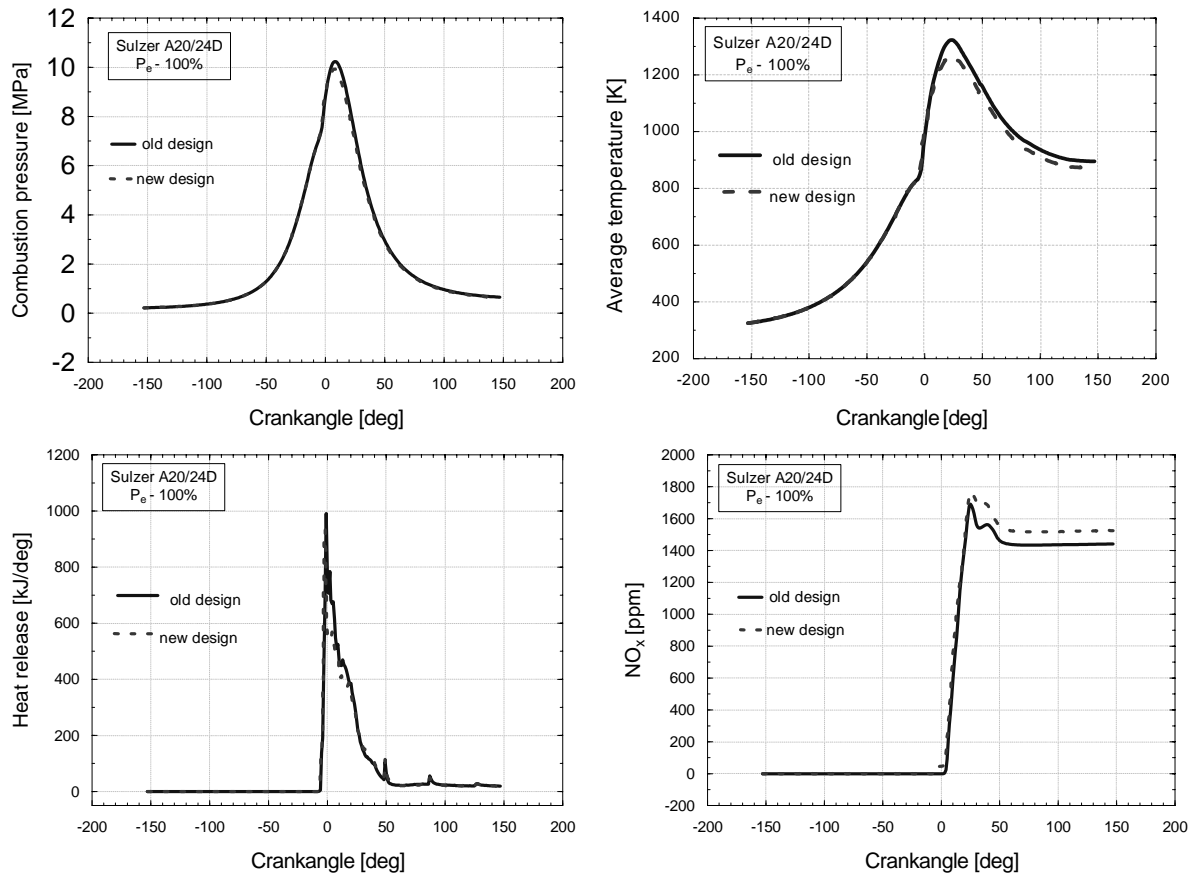 Combustion pressure [MPa]
12
10
8
6
4
2
0
-2
Sulzer A20/24D
Pₑ - 100%
old design
new design
-200 -150 -100 -50 0 50 100 150 200
Crankangle [deg]
Average temperature [K]
1400
1200
1000
800
600
400
200
Sulzer A20/24D
Pₑ - 100%
old design
new design
-200 -150 -100 -50 0 50 100 150 200
Crankangle [deg]
Heat release [kJ/deg]
1200
1000
800
600
400
200
0
Sulzer A20/24D
Pₑ - 100%
old design
new design
-200 -150 -100 -50 0 50 100 150 200
Crankangle [deg]
NOₓ [ppm]
2000
1800
1600
1400
1200
1000
800
600
400
200
0
-200
Sulzer A20/24D
Pₑ - 100%
old design
new design
-200 -150 -100 -50 0 50 100 150 200
Crankangle [deg]